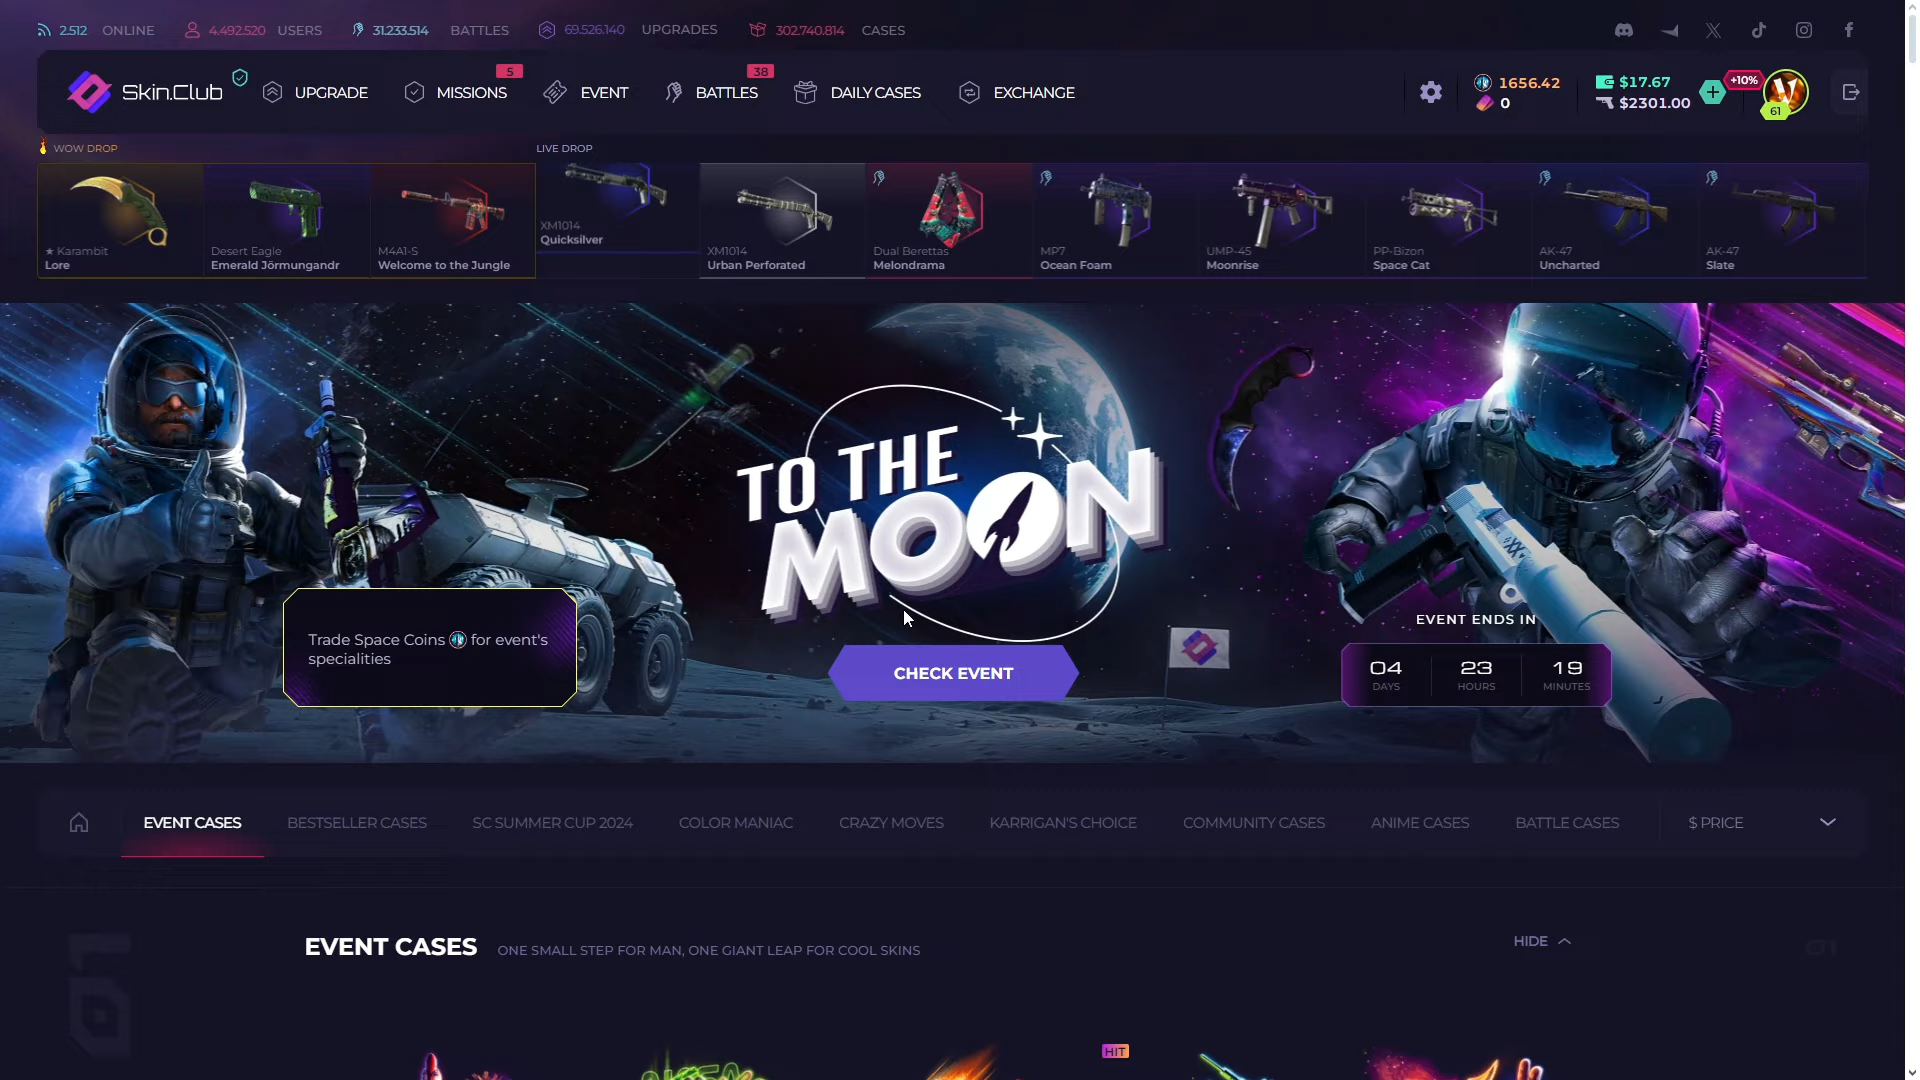 2.512 ONLINE 4.492.520 USERS 31.233.514 BATTLES 69.526.140 UPGRADES 302.740.814 CASES
Skin.Club UPGRADE MISSIONS 5 EVENT BATTLES 38 DAILY CASES EXCHANGE
1656.42
0
$17.67
$2301.00
+10%
61
WOW DROP
LIVE DROP
★ Karambit
Lore
Desert Eagle
Emerald Jörmungandr
M4A1-S
Welcome to the Jungle
XM1014
Quicksilver
XM1014
Urban Perforated
Dual Berettas
Melondrama
MP7
Ocean Foam
UMP-45
Moonrise
PP-Bizon
Space Cat
AK-47
Uncharted
AK-47
Slate
TO THE
MOON
Trade Space Coins for event's
specialities
CHECK EVENT
EVENT ENDS IN
04 23 19
DAYS HOURS MINUTES
EVENT CASES BESTSELLER CASES SC SUMMER CUP 2024 COLOR MANIAC CRAZY MOVES KARRIGAN'S CHOICE COMMUNITY CASES ANIME CASES BATTLE CASES $ PRICE
EVENT CASES ONE SMALL STEP FOR MAN, ONE GIANT LEAP FOR COOL SKINS HIDE
HIT